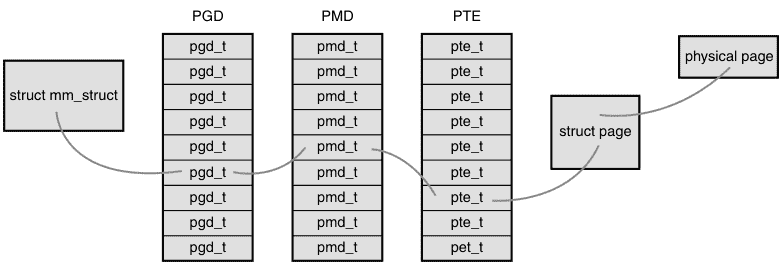 PGD PMD PTE
pgd_t pmd_t pte_t
pgd_t pmd_t pte_t physical page
pgd_t pmd_t pte_t
struct mm_struct
pgd_t pmd_t pte_t
pgd_t pmd_t pte_t struct page
pgd_t pmd_t pte_t
pgd_t pmd_t pte_t
pgd_t pmd_t pte_t
pgd_t pmd_t pet_t